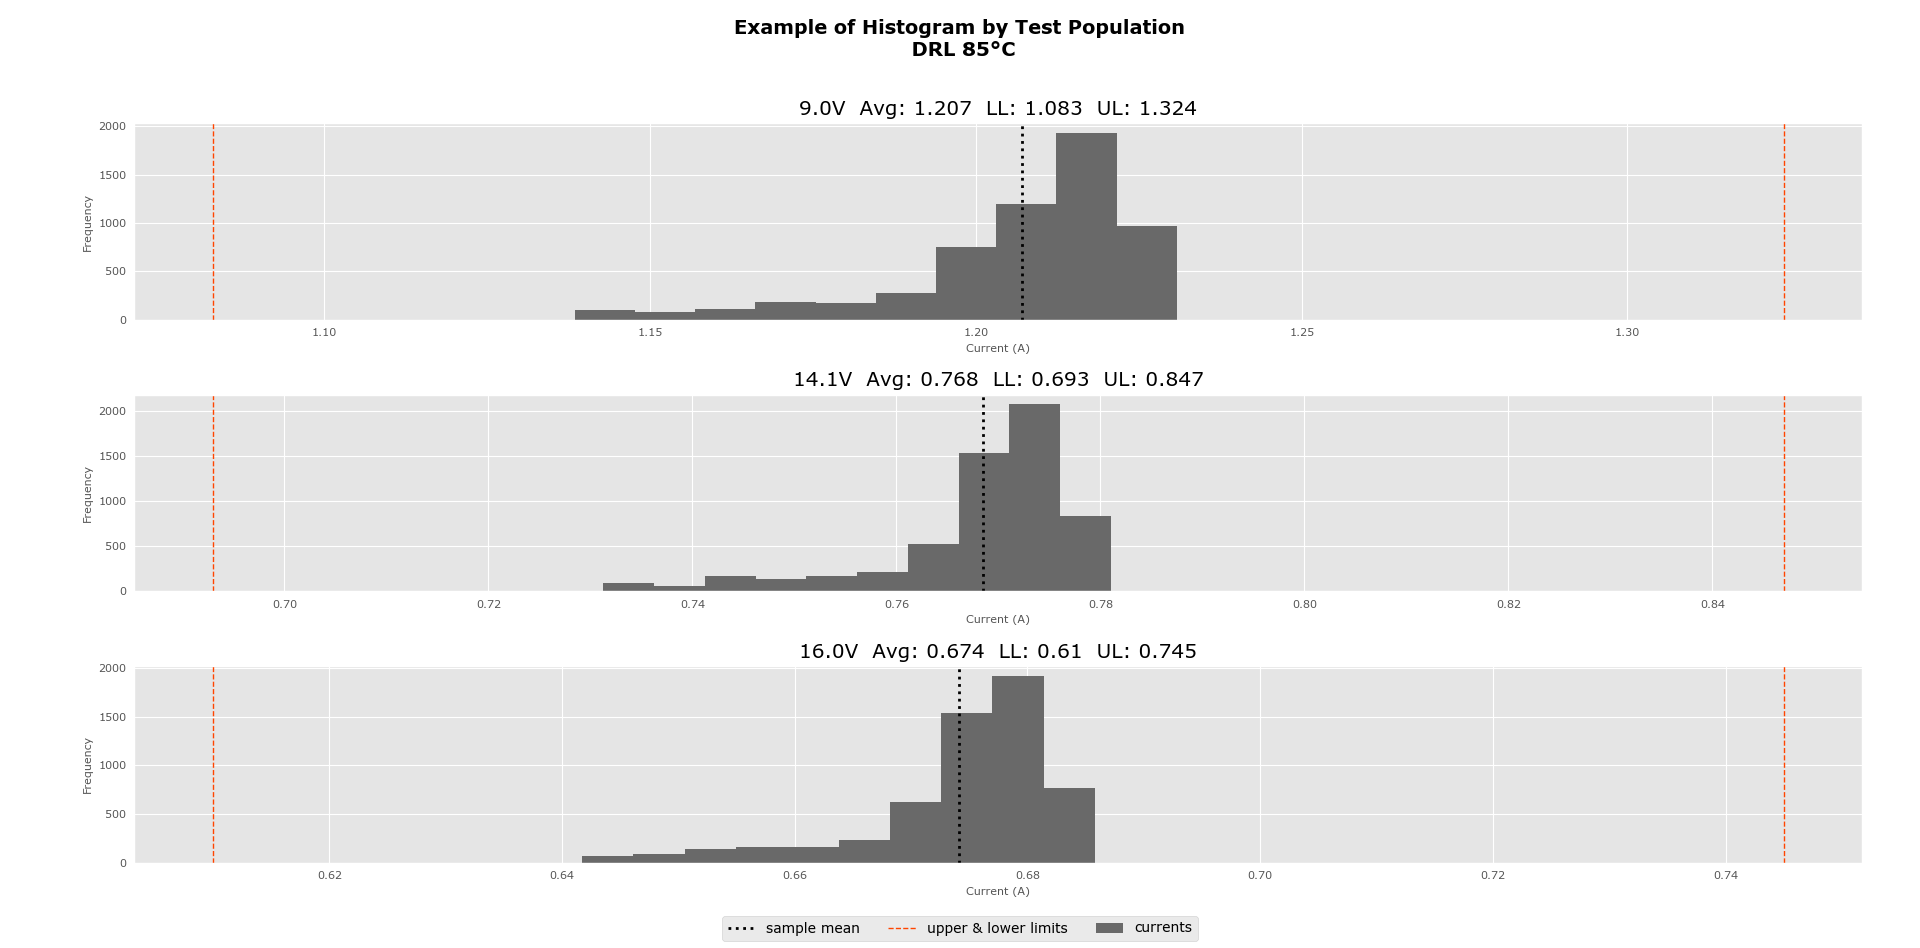 Example of Histogram by Test Population
DRL 85°C
9.0V  Avg: 1.207  LL: 1.083  UL: 1.324
2000
1500
1000
500
0
Frequency
1.10 1.15 1.20 1.25 1.30
Current (A)
14.1V  Avg: 0.768  LL: 0.693  UL: 0.847
2000
1500
1000
500
0
Frequency
0.70 0.72 0.74 0.76 0.78 0.80 0.82 0.84
Current (A)
16.0V  Avg: 0.674  LL: 0.61  UL: 0.745
2000
1500
1000
500
0
Frequency
0.62 0.64 0.66 0.68 0.70 0.72 0.74
Current (A)
sample mean upper & lower limits currents